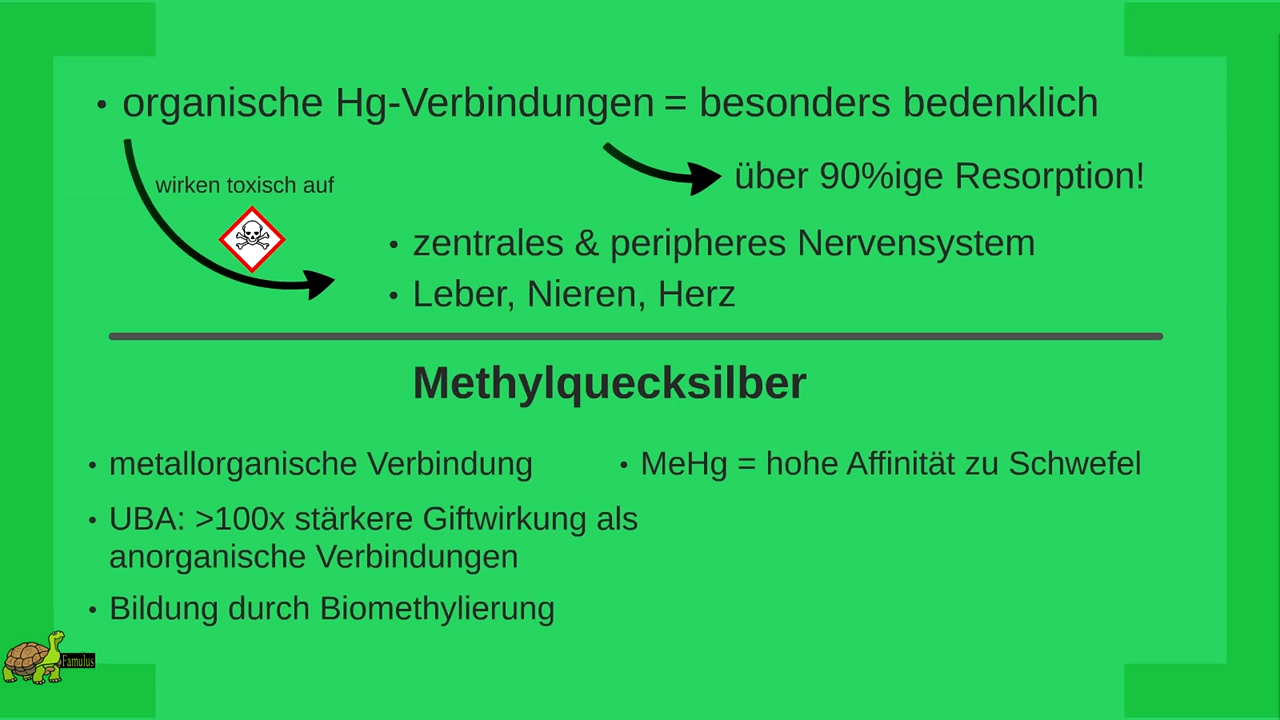 • organische Hg-Verbindungen = besonders bedenklich
über 90%ige Resorption!
wirken toxisch auf
• zentrales & peripheres Nervensystem
• Leber, Nieren, Herz
Methylquecksilber
• metallorganische Verbindung
• UBA: >100x stärkere Giftwirkung als
anorganische Verbindungen
• Bildung durch Biomethylierung
• MeHg = hohe Affinität zu Schwefel
Famulus